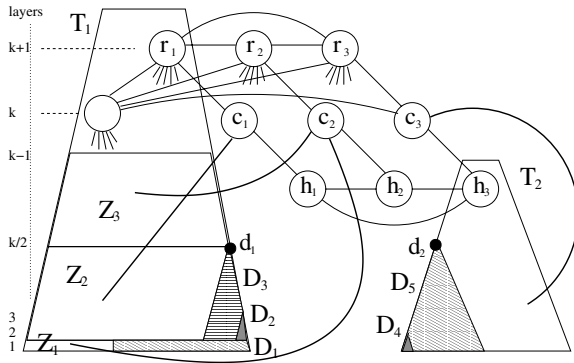 layers
T1
k+1
r1
r2
r3
k
c1
c2
c3
k−1
T2
h1
h2
h3
Z3
k/2
d1
d2
Z2
D3
D5
3
D2
2
D4
1
Z1
D1